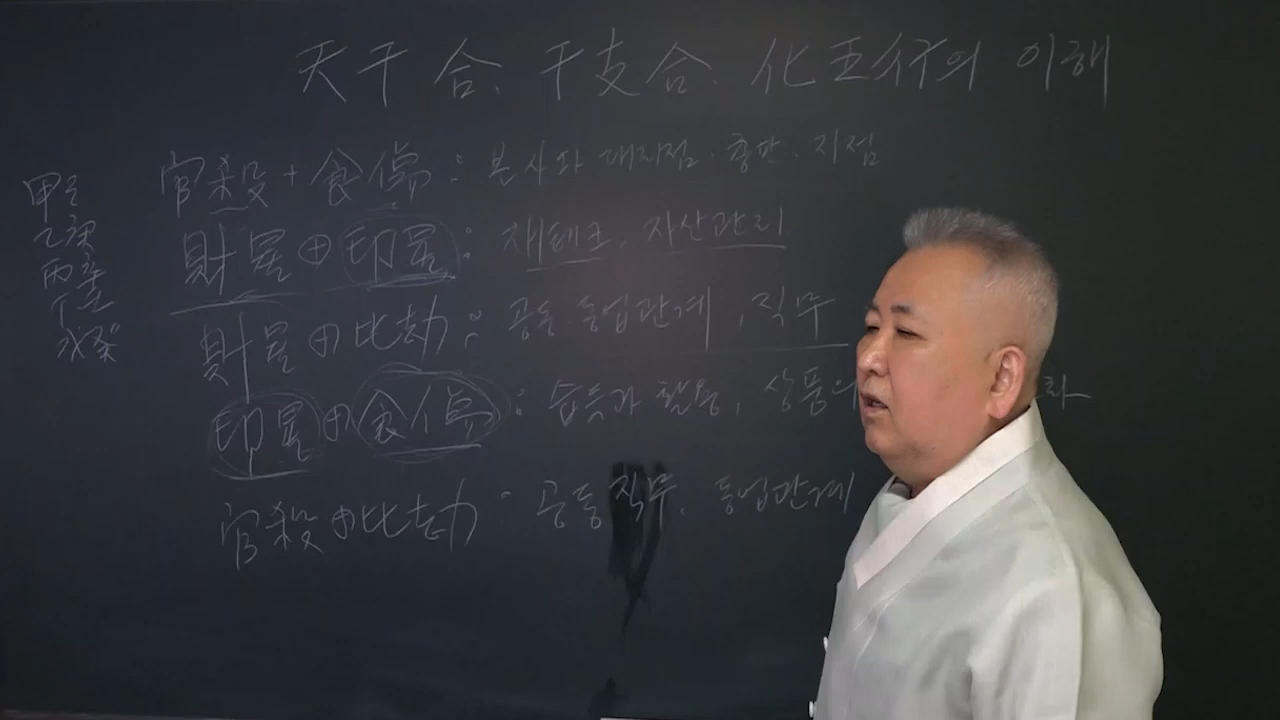 天干 合、干支合、化五行의 이해
官殺 + 食傷 : 본사와 대리점. 총판. 지점
財星 ⊕ 印星 : 재테크, 자산관리
財星 ⊕ 比劫 : 공동. 동업관계, 직무
印星 ⊕ 食傷 : 습득과 활용, 상품의 화
官殺 ⊕ 比劫 : 공동직무, 동업관계
甲己
乙庚
丙辛
丁壬
戊癸